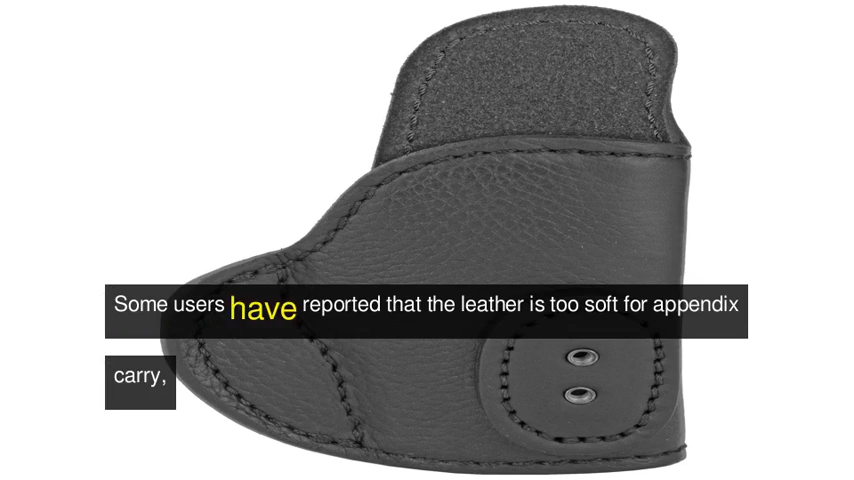 Some users have reported that the leather is too soft for appendix
carry,